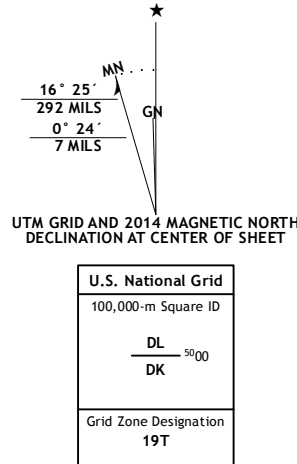 ★
MN
16° 25´
292 MILS
GN
0° 24´
7 MILS
UTM GRID AND 2014 MAGNETIC NORTH
DECLINATION AT CENTER OF SHEET
U.S. National Grid
100,000-m Square ID
DL
5000
DK
Grid Zone Designation
19T